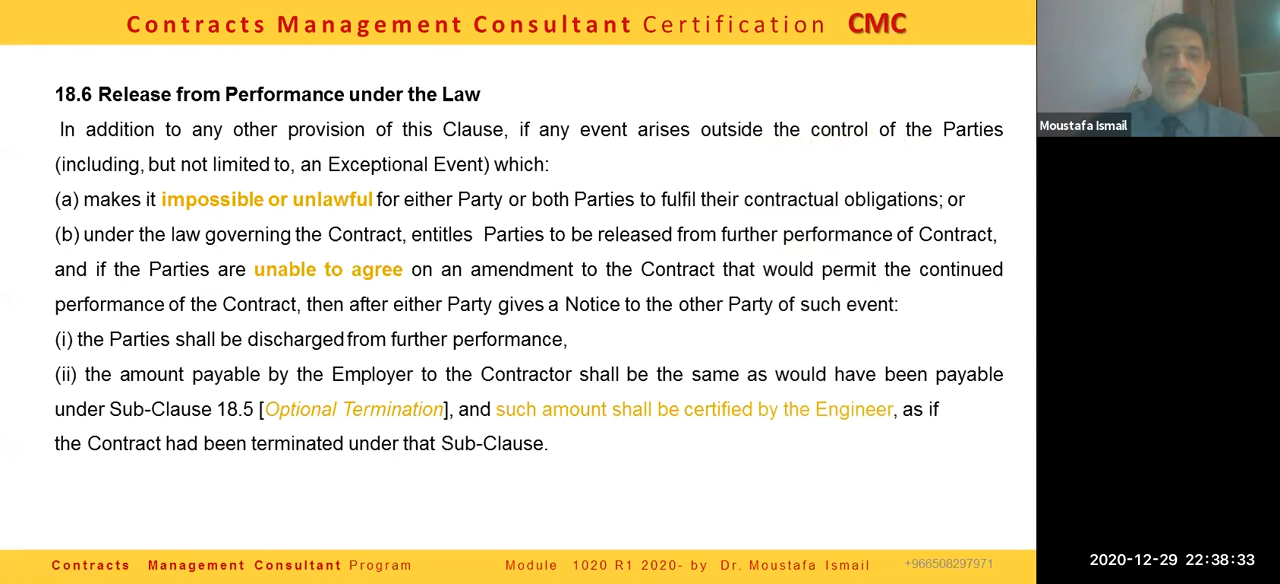 Contracts Management Consultant Certification CMC
18.6 Release from Performance under the Law
In addition to any other provision of this Clause, if any event arises outside the control of the Parties
(including, but not limited to, an Exceptional Event) which:
(a) makes it impossible or unlawful for either Party or both Parties to fulfil their contractual obligations; or
(b) under the law governing the Contract, entitles Parties to be released from further performance of Contract,
and if the Parties are unable to agree on an amendment to the Contract that would permit the continued
performance of the Contract, then after either Party gives a Notice to the other Party of such event:
(i) the Parties shall be discharged from further performance,
(ii) the amount payable by the Employer to the Contractor shall be the same as would have been payable
under Sub-Clause 18.5 [Optional Termination], and such amount shall be certified by the Engineer, as if
the Contract had been terminated under that Sub-Clause.
Contracts Management Consultant Program
Module 1020 R1 2020- by Dr. Moustafa Ismail
+966508297971
Moustafa Ismail
2020-12-29 22:38:33